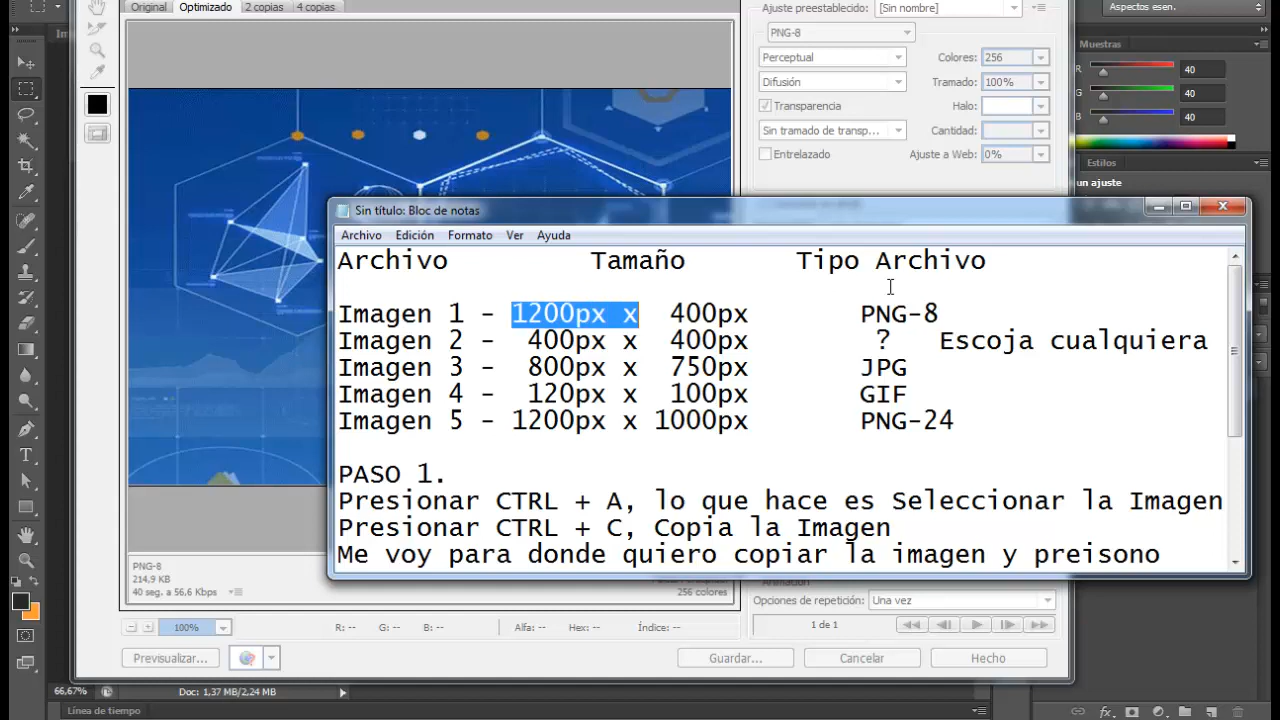 Original Optimizado 2 copias 4 copias
Ajuste preestablecido: [Sin nombre]
Aspectos esen.
PNG-8
Muestras
Perceptual
Colores: 256
R 40
Difusión
Tramado: 100%
G 40
Transparencia
Halo:
B 40
Sin tramado de transp...
Cantidad:
Entrelazado
Ajuste a Web: 0%
Estilos
un ajuste
Sin título: Bloc de notas
Archivo Edición Formato Ver Ayuda
Archivo Tamaño Tipo Archivo
Imagen 1 - 1200px x 400px PNG-8
Imagen 2 - 400px x 400px ? Escoja cualquiera
Imagen 3 - 800px x 750px JPG
Imagen 4 - 120px x 100px GIF
Imagen 5 - 1200px x 1000px PNG-24
PASO 1.
Presionar CTRL + A, lo que hace es Seleccionar la Imagen
Presionar CTRL + C, Copia la Imagen
Me voy para donde quiero copiar la imagen y preisono
PNG-8
214,9 KB
40 seg. a 56,6 Kbps
256 colores
Animación
Opciones de repetición: Una vez
100%
R: -- G: -- B: -- Alfa: -- Hex: -- Índice: --
1 de 1
Previsualizar... Guardar... Cancelar Hecho
66,67% Doc: 1,37 MB/2,24 MB
Línea de tiempo